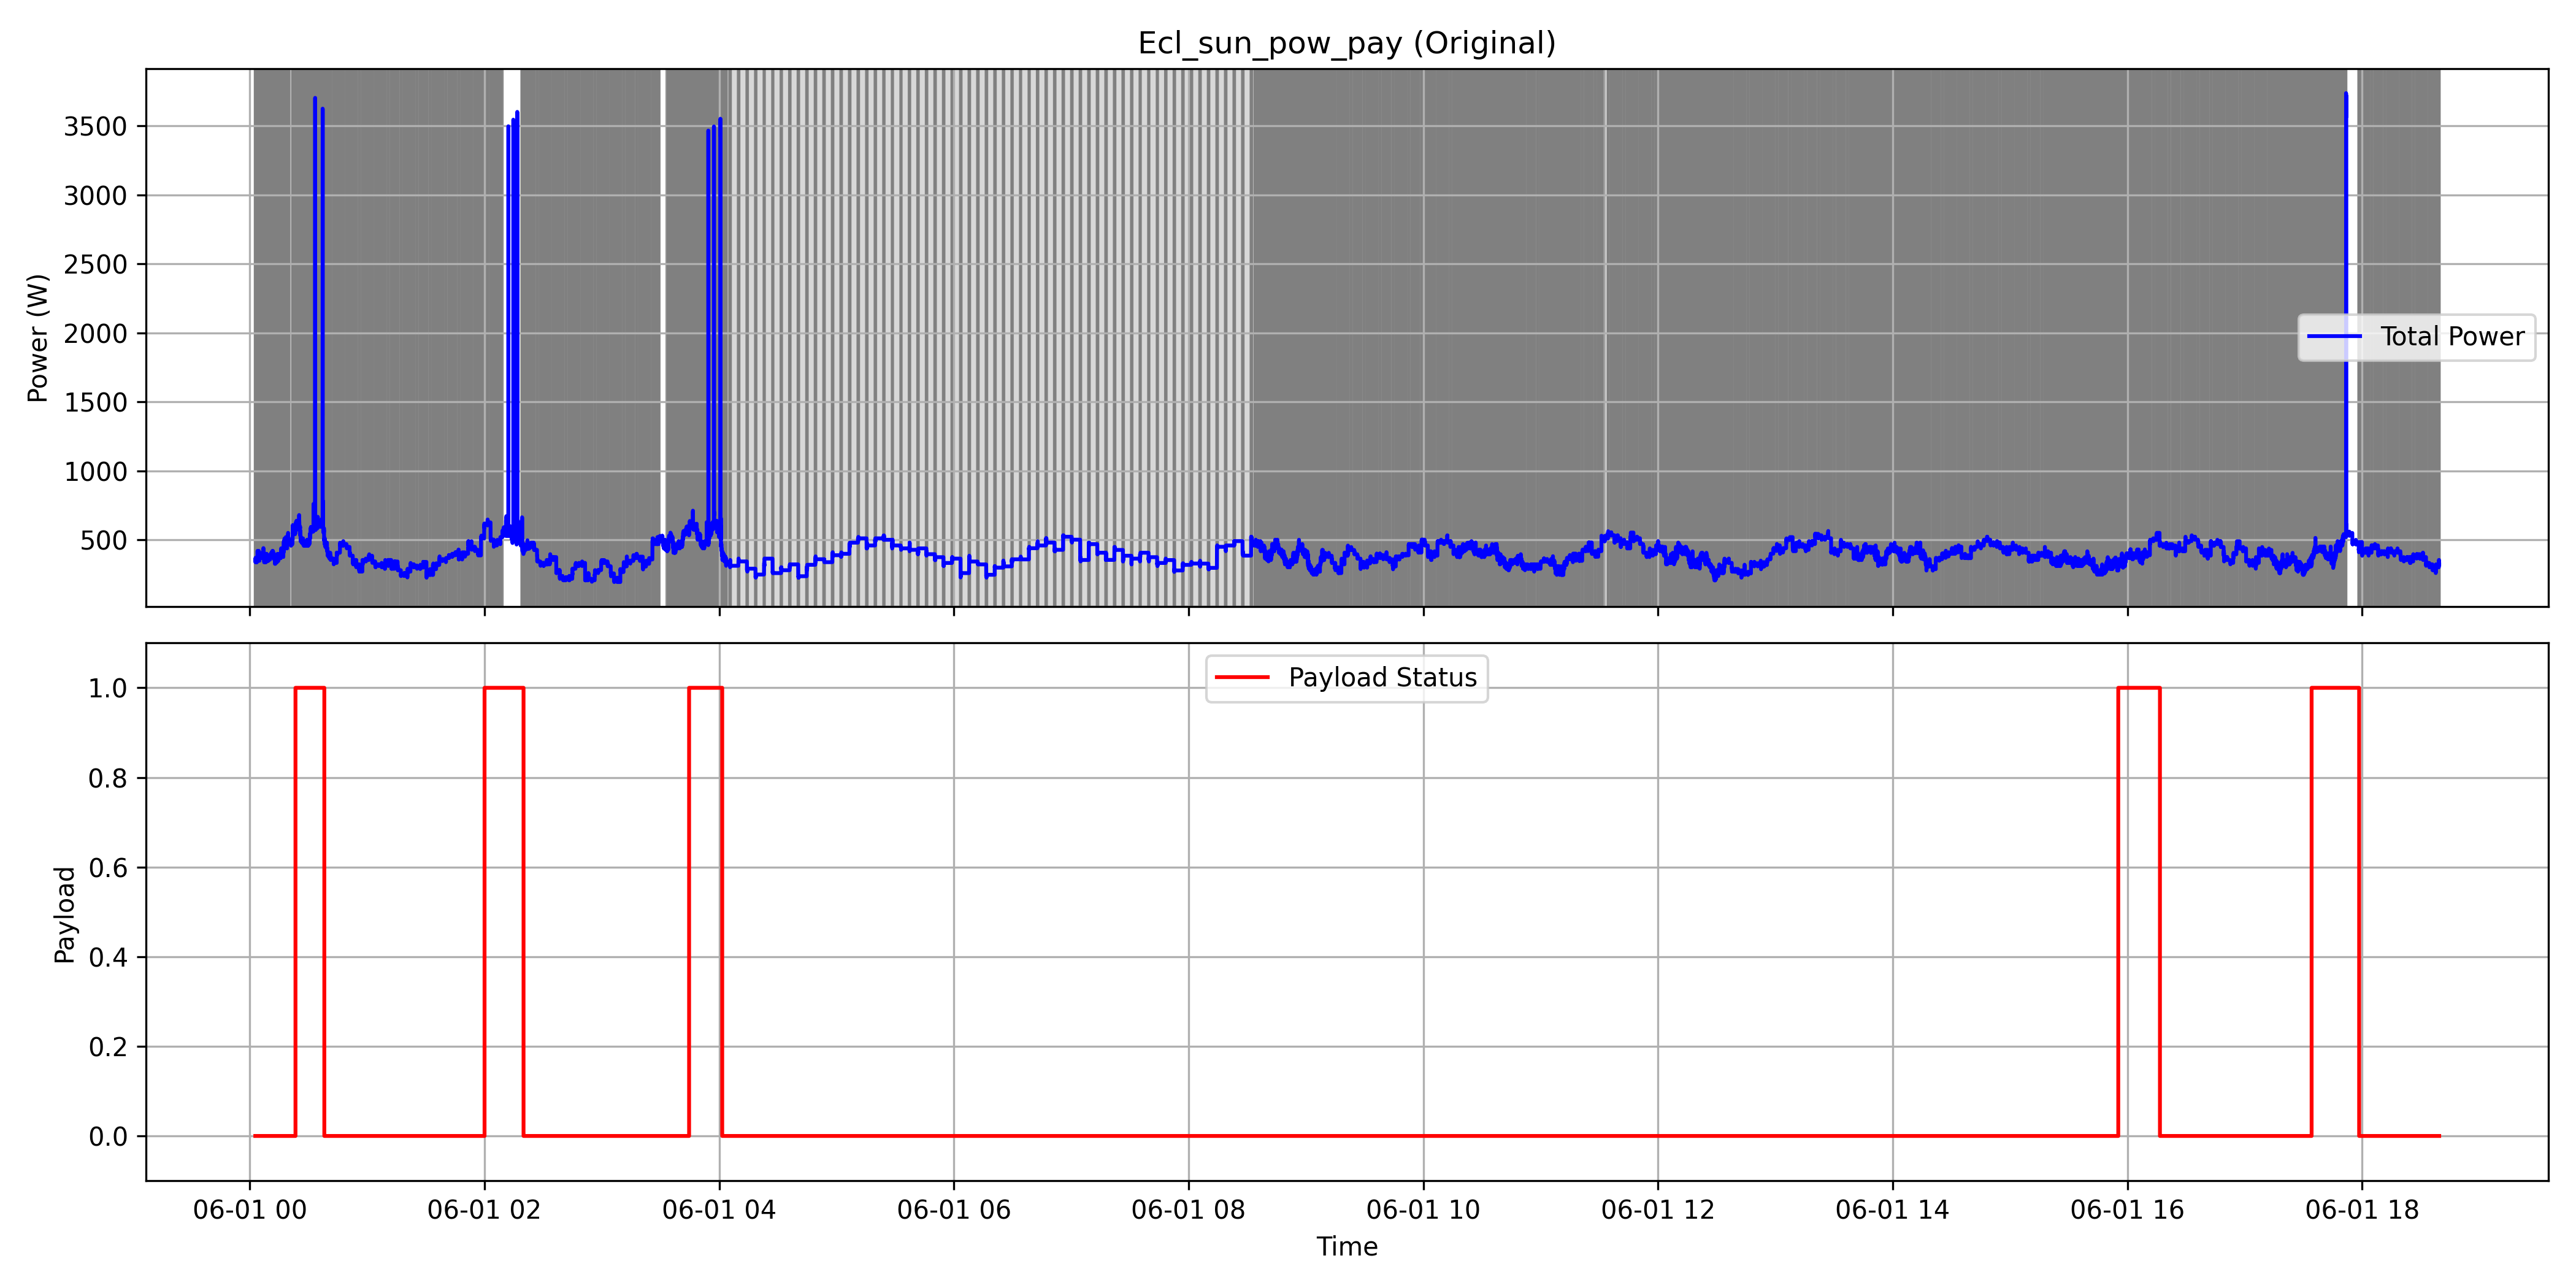 Ecl_sun_pow_pay (Original)
Power (W)
3500
3000
2500
2000
1500
1000
500
Total Power
Payload
1.0
0.8
0.6
0.4
0.2
0.0
Payload Status
06-01 00 06-01 02 06-01 04 06-01 06 06-01 08 06-01 10 06-01 12 06-01 14 06-01 16 06-01 18
Time